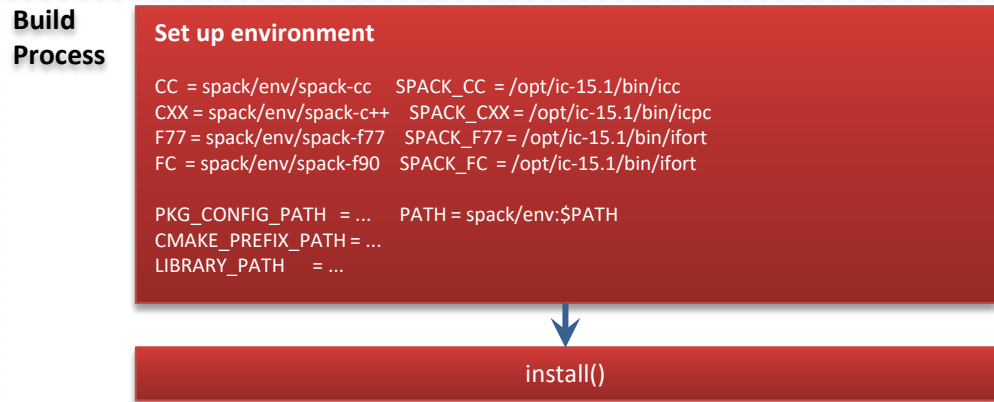 Build
Process
Set up environment
CC = spack/env/spack-cc SPACK_CC = /opt/ic-15.1/bin/icc
CXX = spack/env/spack-c++ SPACK_CXX = /opt/ic-15.1/bin/icpc
F77 = spack/env/spack-f77 SPACK_F77 = /opt/ic-15.1/bin/ifort
FC = spack/env/spack-f90 SPACK_FC = /opt/ic-15.1/bin/ifort
PKG_CONFIG_PATH = ... PATH = spack/env:$PATH
CMAKE_PREFIX_PATH = ...
LIBRARY_PATH = ...
install()